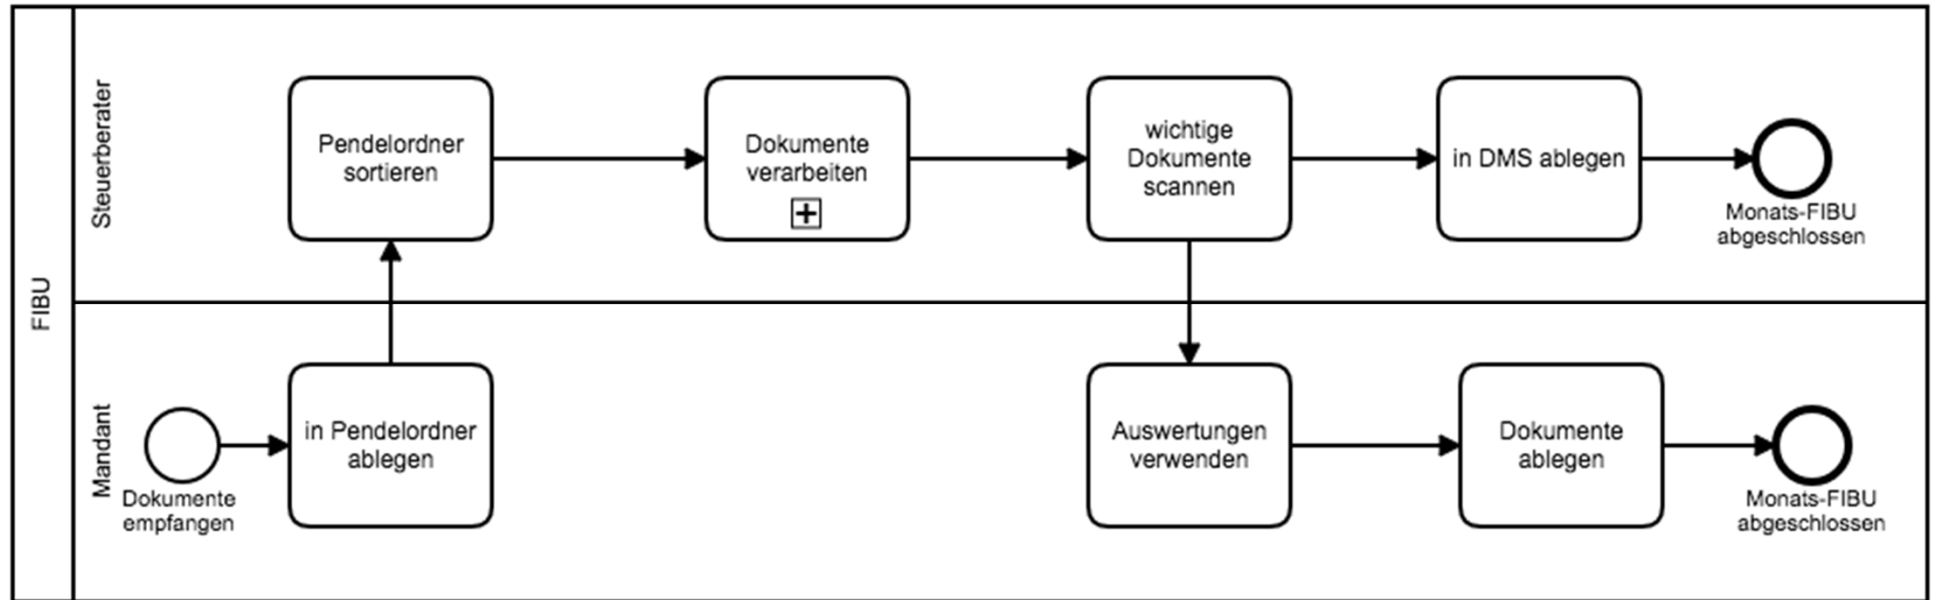 FIBU
Steuerberater
Pendelordner
sortieren
Dokumente
verarbeiten
wichtige
Dokumente
scannen
in DMS ablegen
Monats-FIBU
abgeschlossen
Mandant
Dokumente
empfangen
in Pendelordner
ablegen
Auswertungen
verwenden
Dokumente
ablegen
Monats-FIBU
abgeschlossen